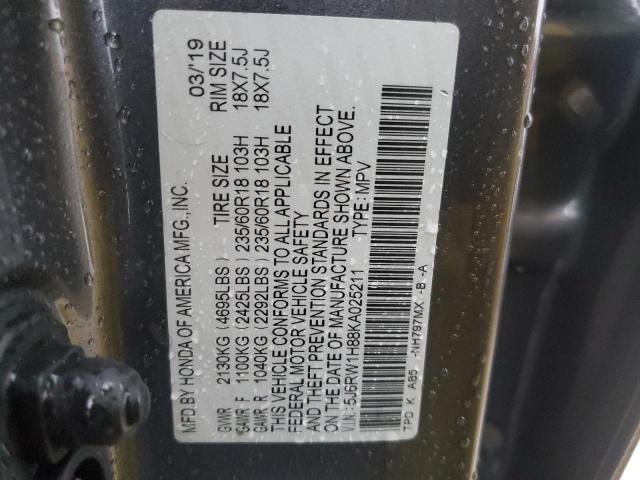 MFD.BY HONDA OF AMERICA MFG.,INC. 03/'19
TIRE SIZE RIM SIZE
GVWR 2130KG (4695LBS)
GAWR F 1100KG (2425LBS) 235/60R18 103H 18X7.5J
GAWR R 1040KG (2292LBS) 235/60R18 103H 18X7.5J
THIS VEHICLE CONFORMS TO ALL APPLICABLE
FEDERAL MOTOR VEHICLE SAFETY
AND THEFT PREVENTION STANDARDS IN EFFECT
ON THE DATE OF MANUFACTURE SHOWN ABOVE.
V.I.N.:5J6RW1H88KA025211 TYPE: MPV
TPD K AB5 -NH797MX -B -A